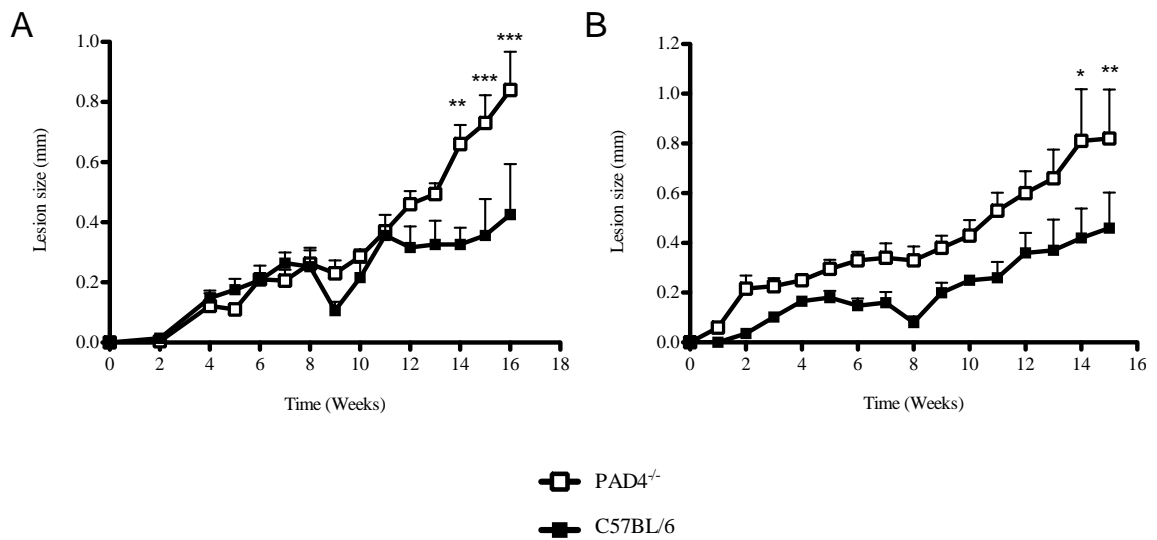 A
1.0
0.8
0.6
0.4
0.2
0.0
Lesion size (mm)
** *** ***
0 2 4 6 8 10 12 14 16 18
Time (Weeks)
B
1.2
1.0
0.8
0.6
0.4
0.2
0.0
Lesion size (mm)
* **
0 2 4 6 8 10 12 14 16
Time (Weeks)
PAD4-/-
C57BL/6